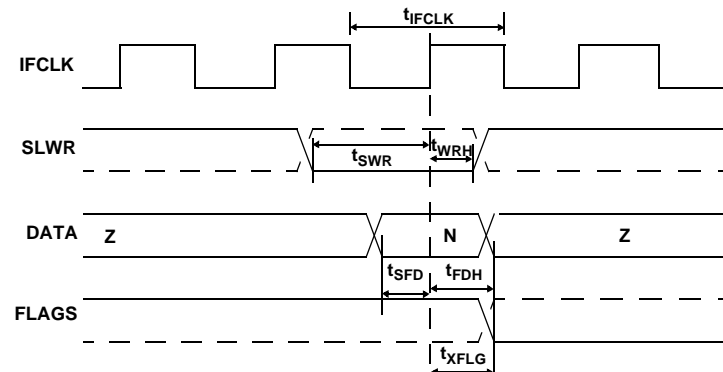 tIFCLK
IFCLK
SLWR
tSWR
tWRH
DATA
Z
N
Z
tSFD
tFDH
FLAGS
tXFLG